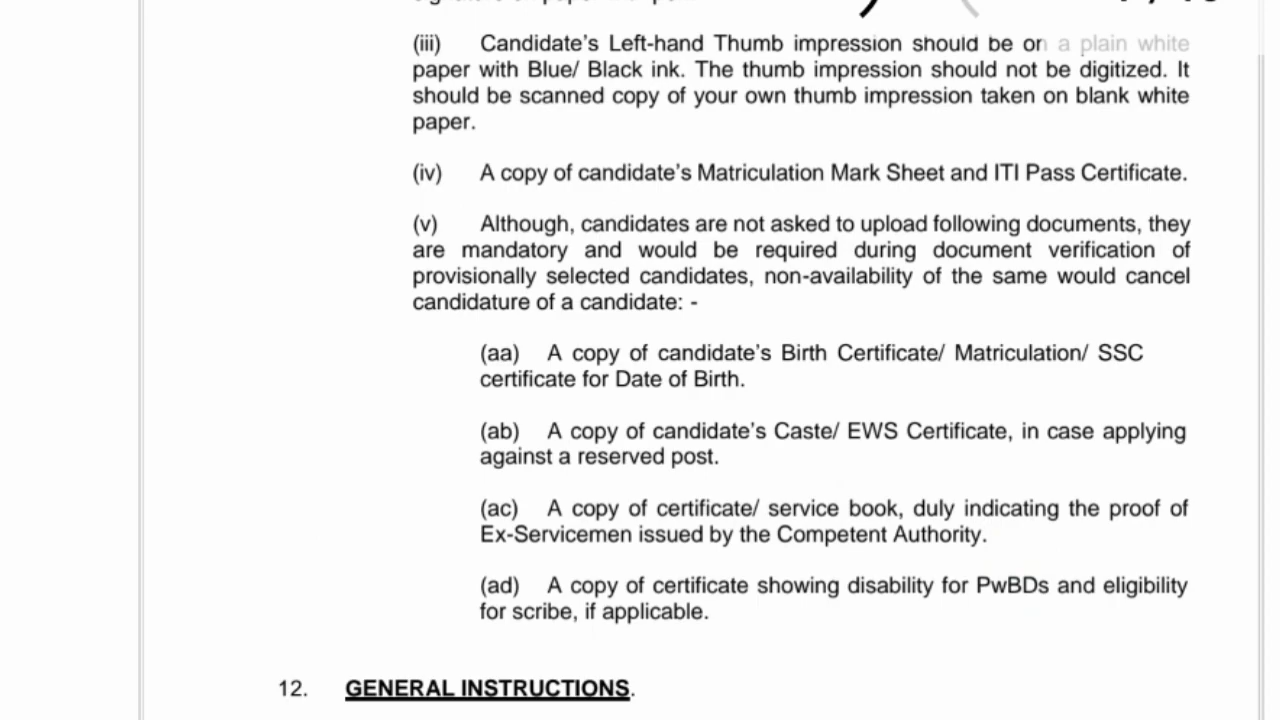 (iii) Candidate's Left-hand Thumb impression should be on a plain white
paper with Blue/ Black ink. The thumb impression should not be digitized. It
should be scanned copy of your own thumb impression taken on blank white
paper.
(iv) A copy of candidate's Matriculation Mark Sheet and ITI Pass Certificate.
(v) Although, candidates are not asked to upload following documents, they
are mandatory and would be required during document verification of
provisionally selected candidates, non-availability of the same would cancel
candidature of a candidate: -
(aa) A copy of candidate's Birth Certificate/ Matriculation/ SSC
certificate for Date of Birth.
(ab) A copy of candidate's Caste/ EWS Certificate, in case applying
against a reserved post.
(ac) A copy of certificate/ service book, duly indicating the proof of
Ex-Servicemen issued by the Competent Authority.
(ad) A copy of certificate showing disability for PwBDs and eligibility
for scribe, if applicable.
12. GENERAL INSTRUCTIONS.